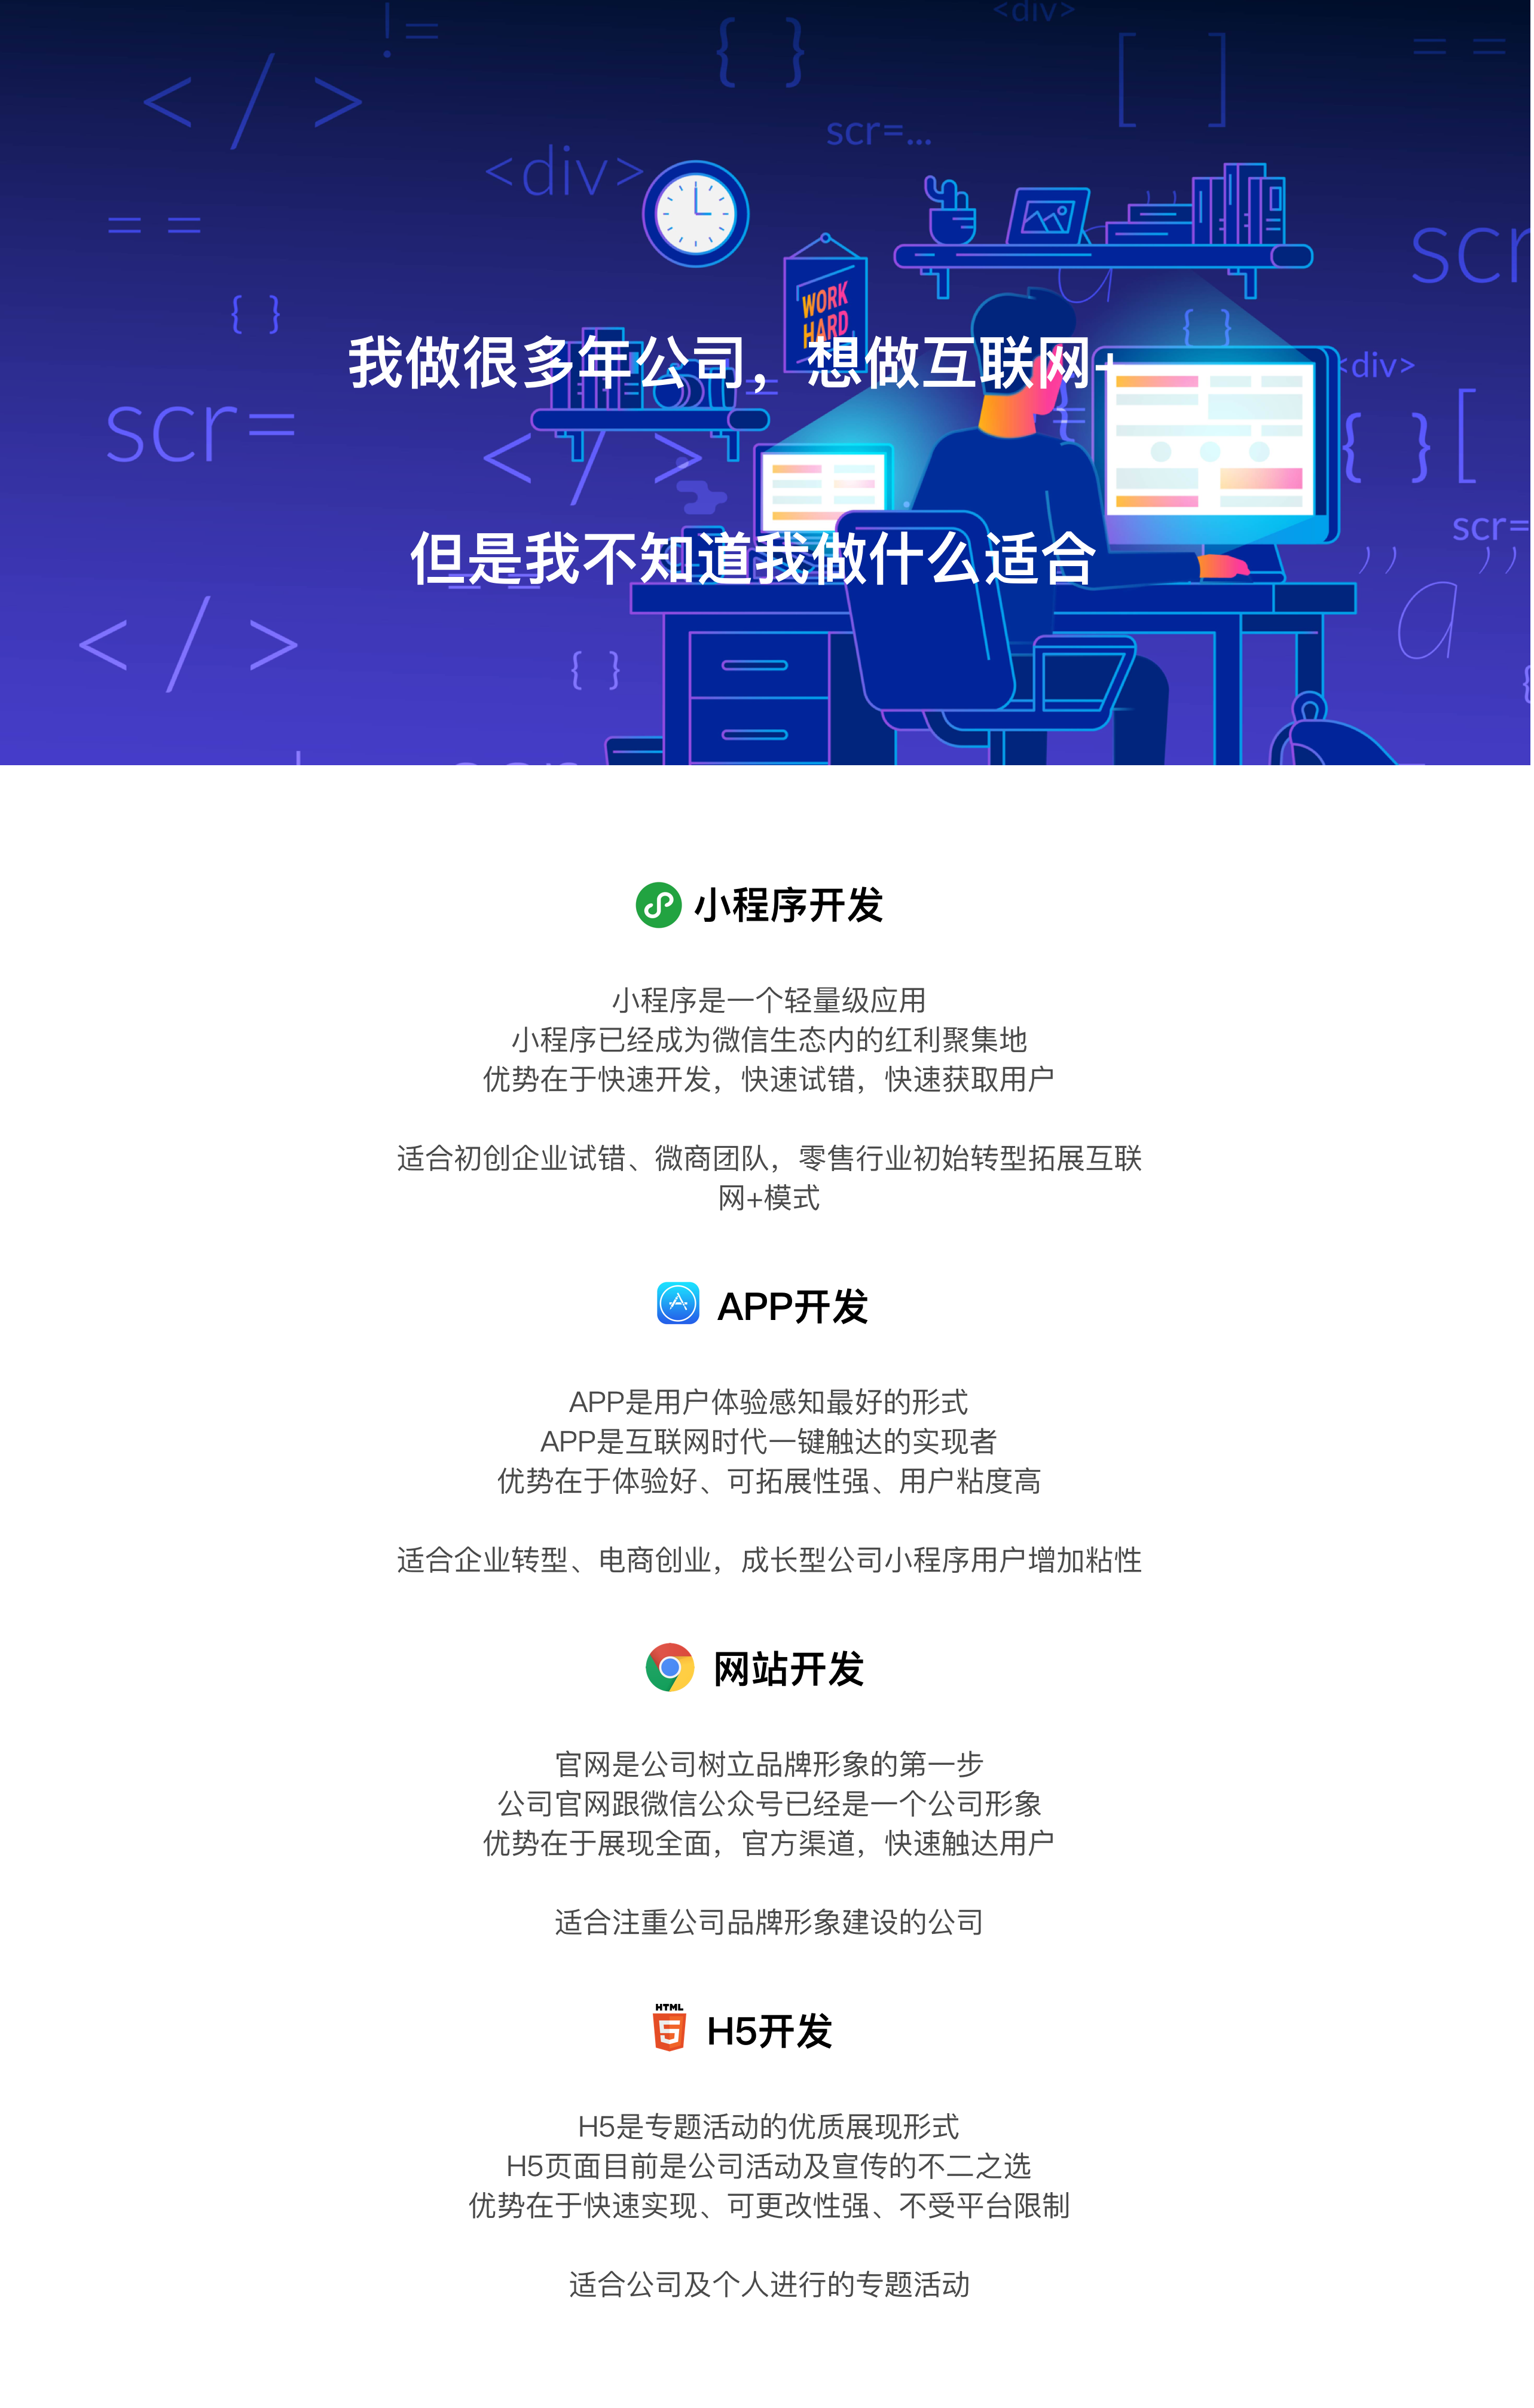 !=
<div>
{ }
[ ]
== 
</>
scr=...
<div>
==
scr
{ }
WORK
HARD
{ }
我做很多年公司，想做互联网+
<div>
scr=
=
=
</>
{ }
[
scr=
但是我不知道我做什么适合
==
a
</>
{ }
小程序开发
小程序是一个轻量级应用
小程序已经成为微信生态内的红利聚集地
优势在于快速开发，快速试错，快速获取用户
适合初创企业试错、微商团队，零售行业初始转型拓展互联
网+模式
APP开发
APP是用户体验感知最好的形式
APP是互联网时代一键触达的实现者
优势在于体验好、可拓展性强、用户粘度高
适合企业转型、电商创业，成长型公司小程序用户增加粘性
网站开发
官网是公司树立品牌形象的第一步
公司官网跟微信公众号已经是一个公司形象
优势在于展现全面，官方渠道，快速触达用户
适合注重公司品牌形象建设的公司
HTML
5
H5开发
H5是专题活动的优质展现形式
H5页面目前是公司活动及宣传的不二之选
优势在于快速实现、可更改性强、不受平台限制
适合公司及个人进行的专题活动